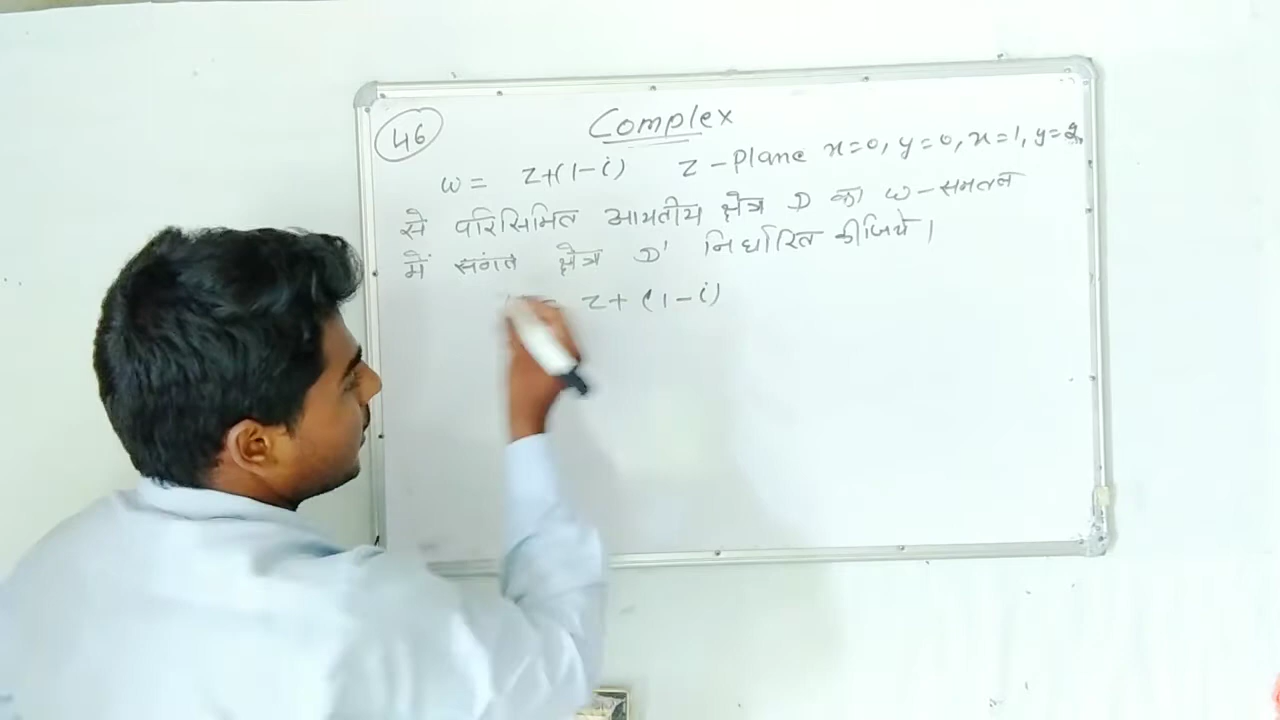 46
Complex
w = z+(1-i) z-plane x=0, y=0, x=1, y=2
से परिसिमित आयतीय क्षेत्र D का w-समतल
में संगत क्षेत्र D' निर्धारित कीजिये।
= z+(1-i)